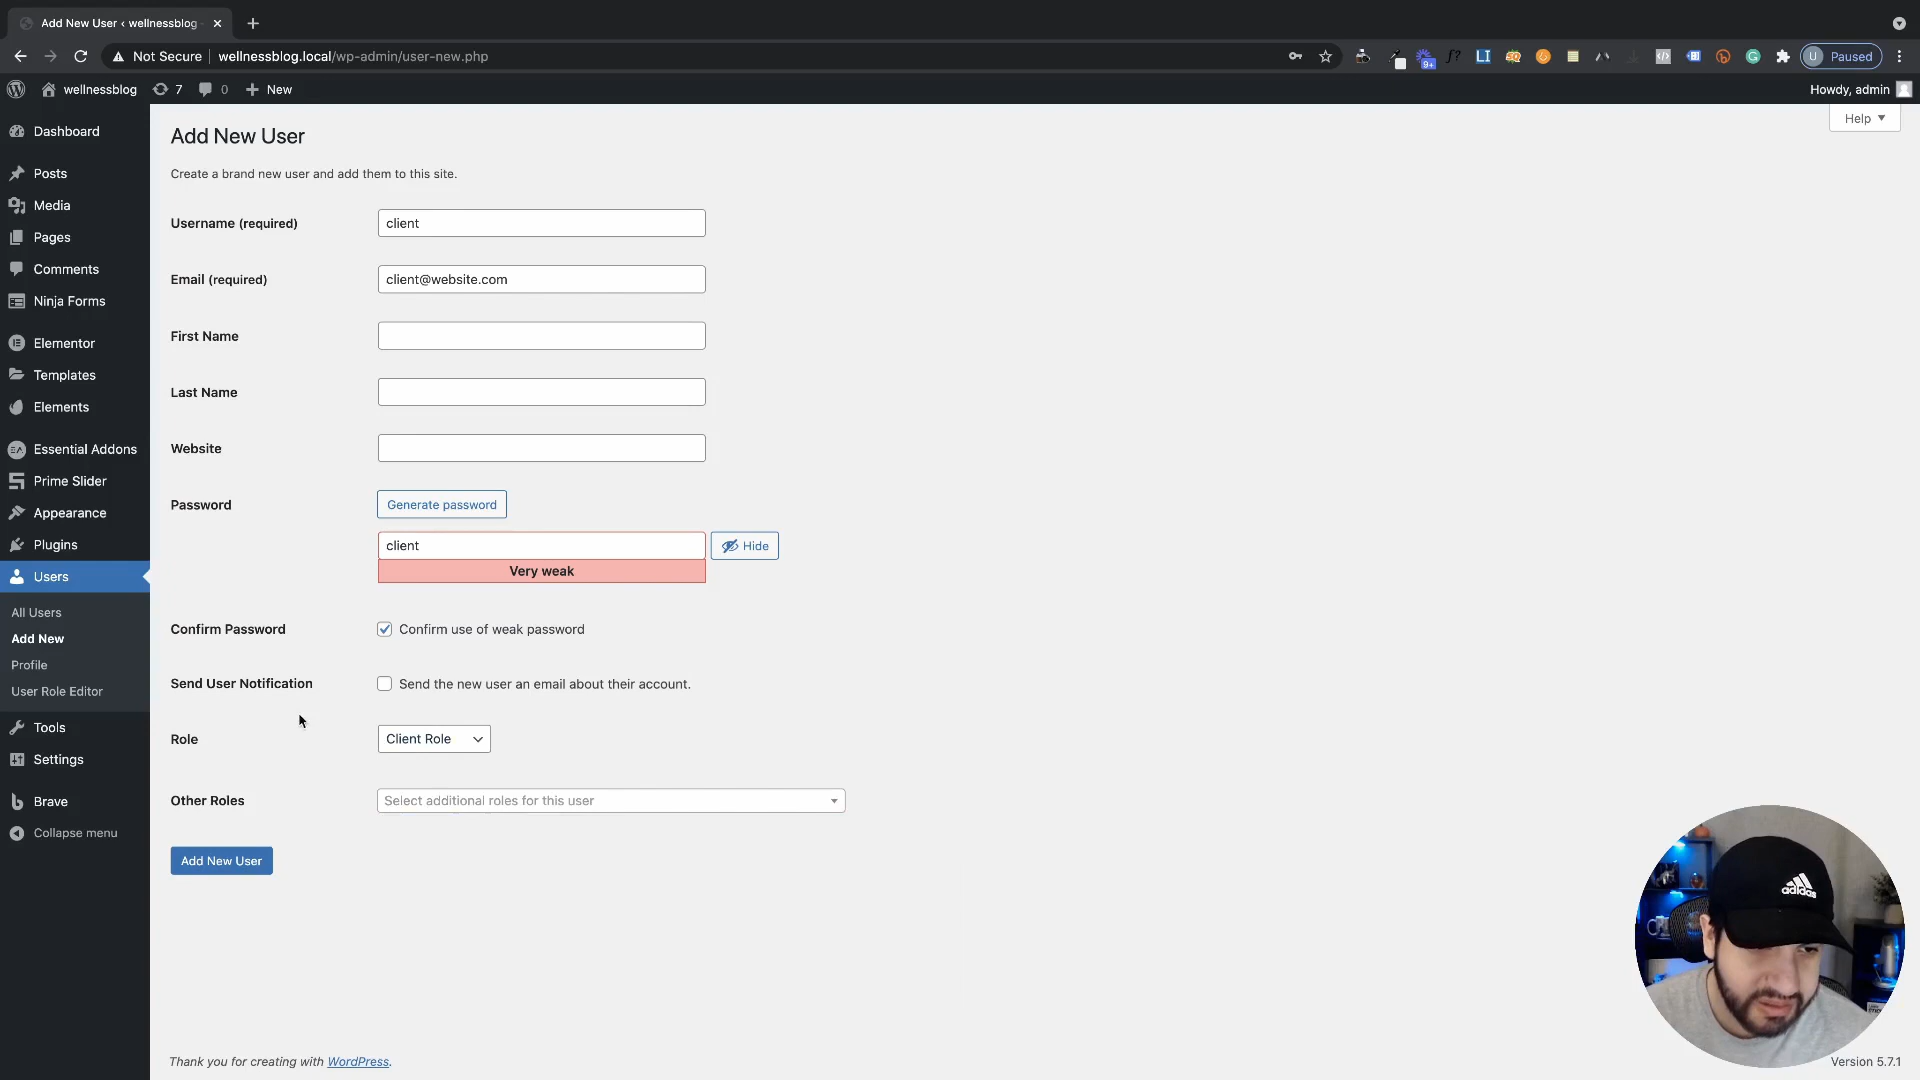 Add New User ‹ wellnessblog
Not Secure
wellnessblog.local/wp-admin/user-new.php
9+
f?
LI
G
U
Paused
wellnessblog
7
0
New
Howdy, admin
Help
Dashboard
Posts
Media
Pages
Comments
Ninja Forms
Elementor
Templates
Elements
EA
Essential Addons
Prime Slider
Appearance
Plugins
Users
All Users
Add New
Profile
User Role Editor
Tools
Settings
Brave
Collapse menu
Add New User
Create a brand new user and add them to this site.
Username (required)
client
Email (required)
client@website.com
First Name
Last Name
Website
Password
Generate password
client
Hide
Very weak
Confirm Password
Confirm use of weak password
Send User Notification
Send the new user an email about their account.
Role
Client Role
Other Roles
Select additional roles for this user
Add New User
adidas
Thank you for creating with WordPress.
Version 5.7.1